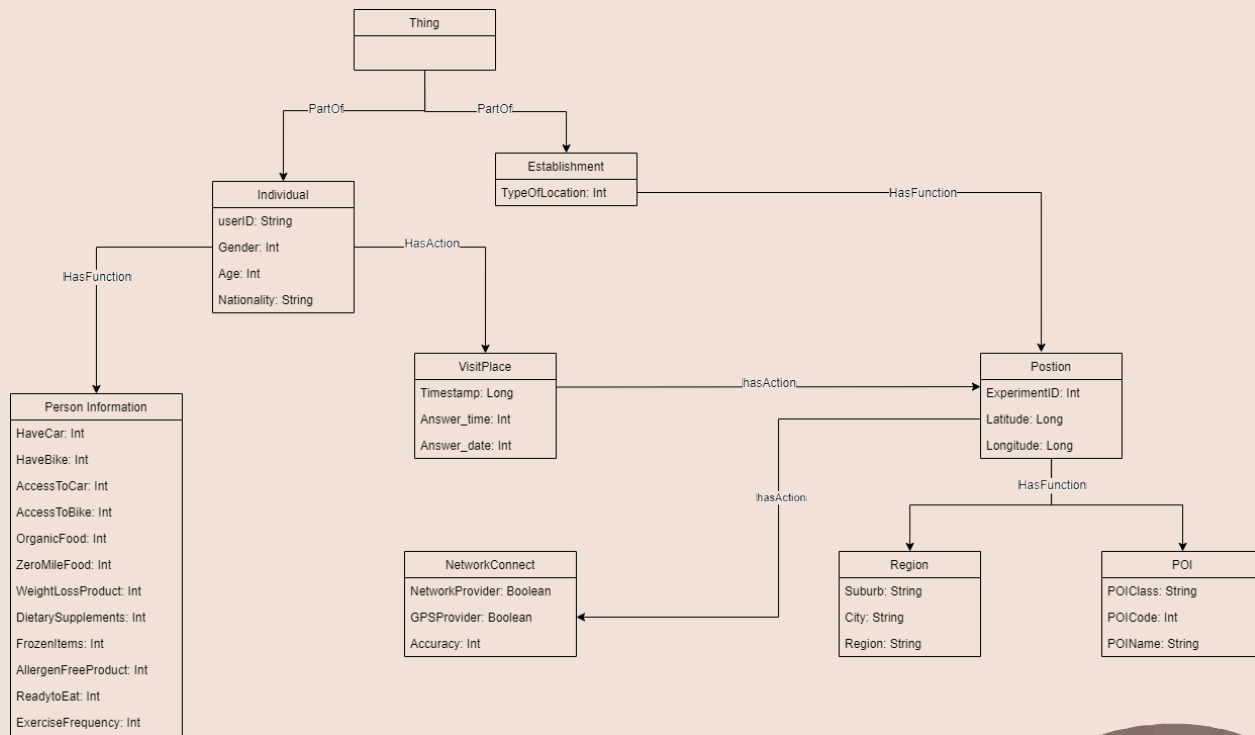 Thing
PartOf
PartOf
Establishment
TypeOfLocation: Int
HasFunction
Individual
userID: String
Gender: Int
Age: Int
Nationality: String
HasAction
HasFunction
VisitPlace
Timestamp: Long
Answer_time: Int
Answer_date: Int
hasAction
Postion
ExperimentID: Int
Latitude: Long
Longitude: Long
Person Information
HaveCar: Int
HaveBike: Int
AccessToCar: Int
AccessToBike: Int
OrganicFood: Int
ZeroMileFood: Int
WeightLossProduct: Int
DietarySupplements: Int
FrozenItems: Int
AllergenFreeProduct: Int
ReadytoEat: Int
ExerciseFrequency: Int
hasAction
HasFunction
NetworkConnect
NetworkProvider: Boolean
GPSProvider: Boolean
Accuracy: Int
Region
Suburb: String
City: String
Region: String
POI
POIClass: String
POICode: Int
POIName: String